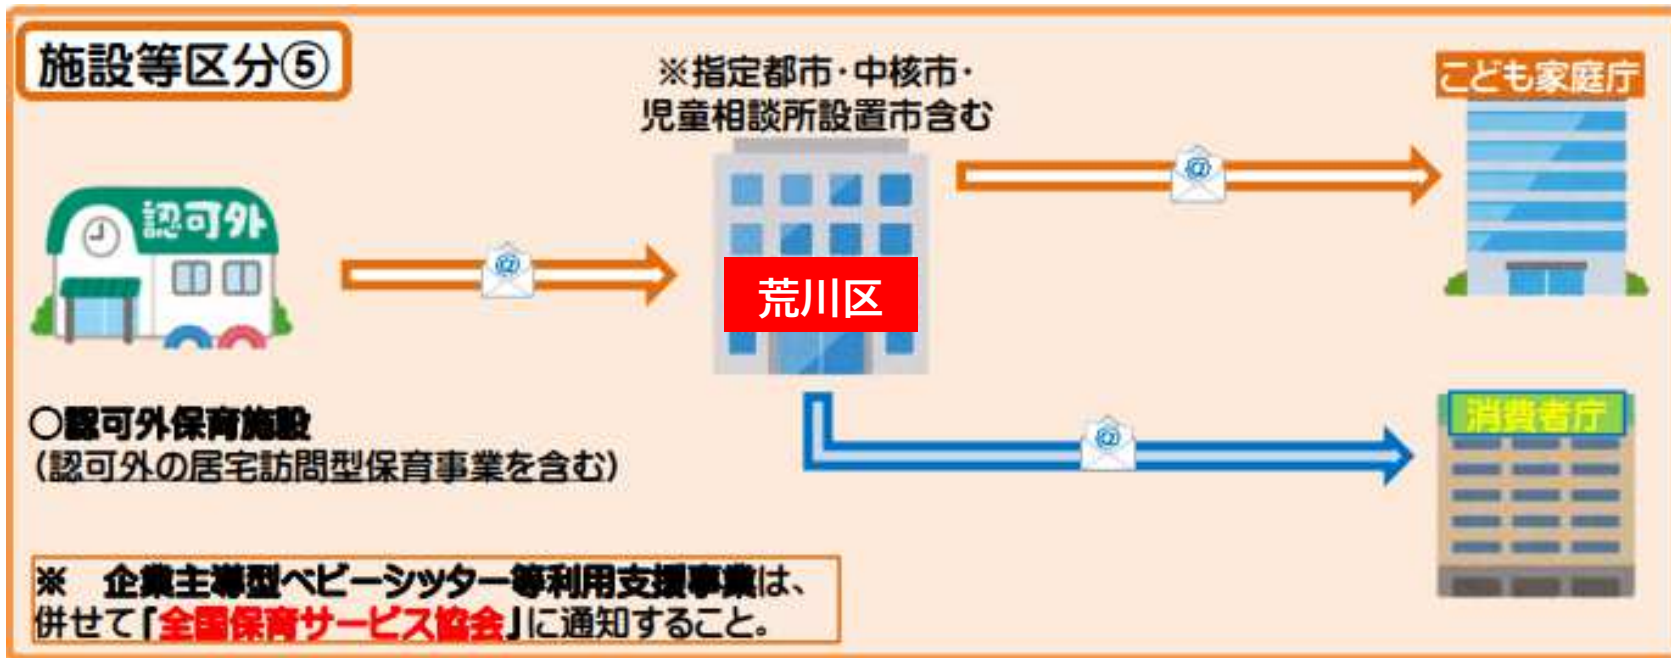 施設等区分⑤
※指定都市・中核市・
児童相談所設置市含む
こども家庭庁
認可外
荒川区
消費者庁
○認可外保育施設
(認可外の居宅訪問型保育事業を含む)
※　企業主導型ベビーシッター等利用支援事業は、
併せて「全国保育サービス協会」に通知すること。